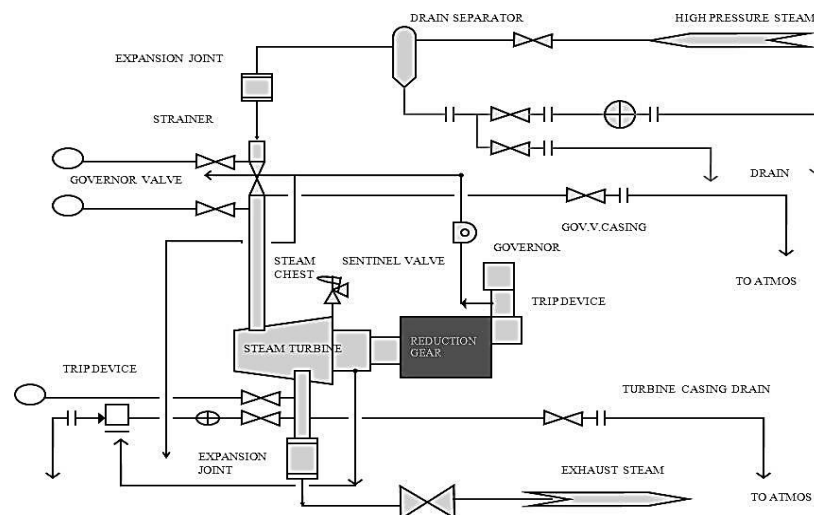 DRAIN SEPARATOR
HIGH PRESSURE STEAM
EXPANSION JOINT
STRAINER
GOVERNOR VALVE
DRAIN
GOV.V.CASING
STEAM
CHEST
SENTINEL VALVE
GOVERNOR
TO ATMOS
TRIP DEVICE
STEAM TURBINE
REDUCTION
GEAR
TRIP DEVICE
TURBINE CASING DRAIN
EXPANSION
JOINT
EXHAUST STEAM
TO ATMOS